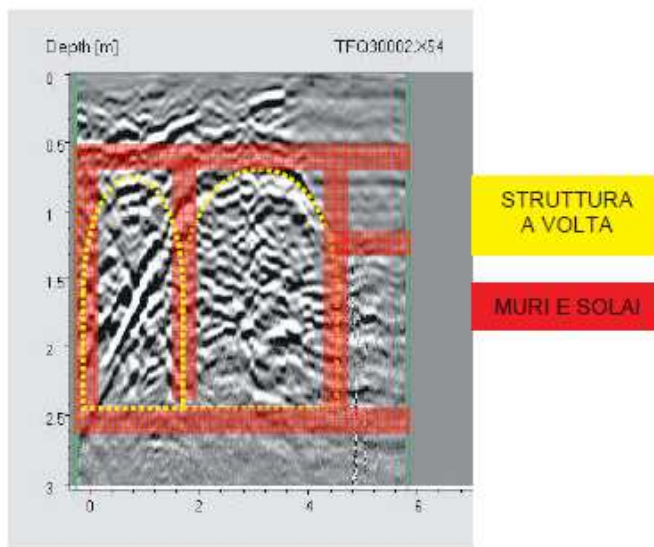 Depth [m]
TFO30002.X54
0
0.5
1
1.5
2
2.5
3
0 2 4 6
STRUTTURA
A VOLTA
MURI E SOLAI